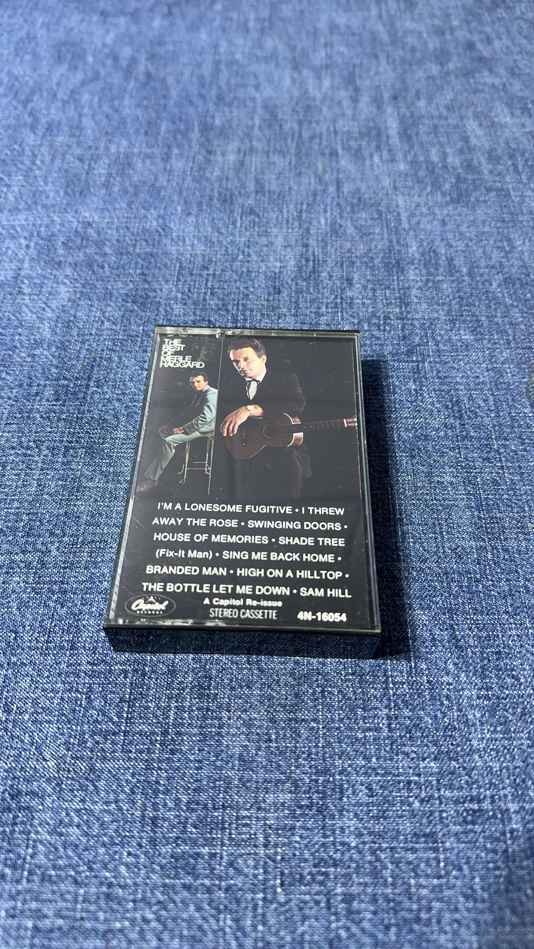 THE
BEST
OF
MERLE
HAGGARD
I'M A LONESOME FUGITIVE • I THREW
AWAY THE ROSE • SWINGING DOORS •
HOUSE OF MEMORIES • SHADE TREE
(Fix-It Man) • SING ME BACK HOME •
BRANDED MAN • HIGH ON A HILLTOP •
THE BOTTLE LET ME DOWN • SAM HILL
A Capitol Re-issue
Capitol
RECORDS
STEREO CASSETTE
4N-16054